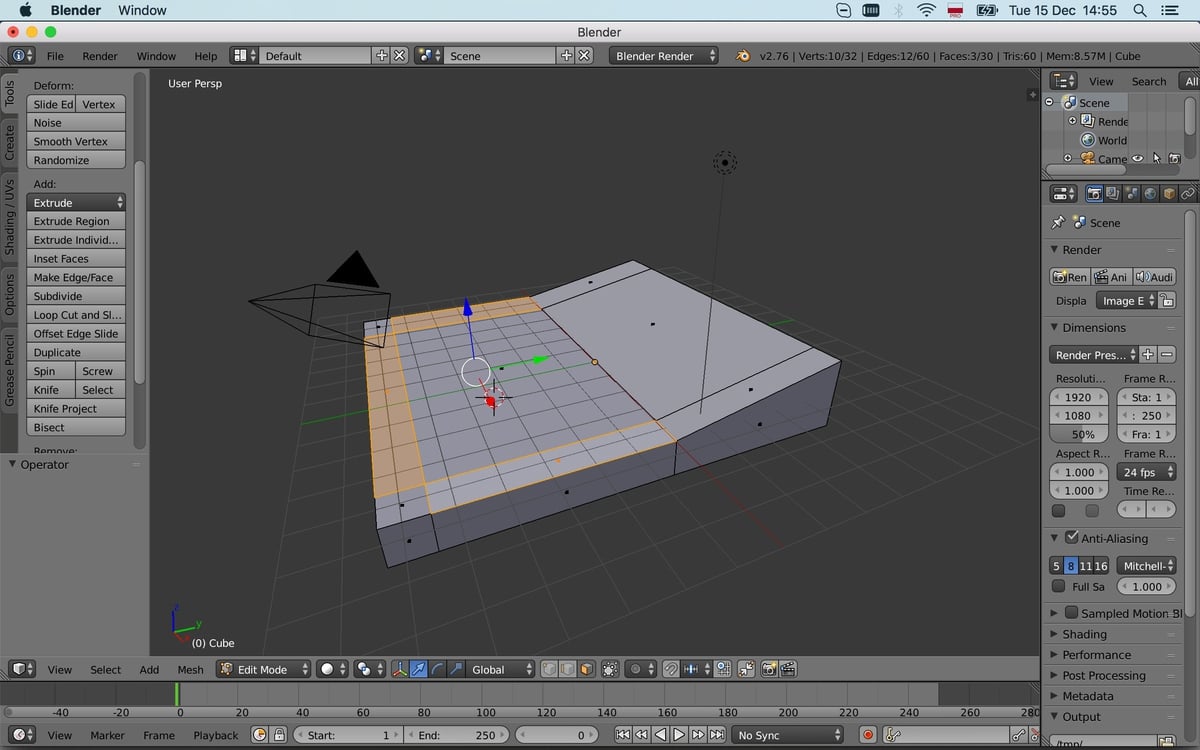 Blender Window
PRO
Tue 15 Dec 14:55
Blender
File Render Window Help
Default
Scene
Blender Render
v2.76 | Verts:10/32 | Edges:12/60 | Faces:3/30 | Tris:60 | Mem:8.57M | Cube
Tools
Create
Shading / UVs
Options
Grease Pencil
Deform:
Slide Ed Vertex
Noise
Smooth Vertex
Randomize
Add:
Extrude
Extrude Region
Extrude Individ...
Inset Faces
Make Edge/Face
Subdivide
Loop Cut and Sl...
Offset Edge Slide
Duplicate
Spin Screw
Knife Select
Knife Project
Bisect
Remove:
Operator
User Persp
z
y
(0) Cube
View Search All
Scene
Rende
World
Came
Scene
Render
Ren Ani Audi
Displa Image E
Dimensions
Render Pres...
Resoluti... Frame R...
1920 Sta: 1
1080 : 250
50% Fra: 1
Aspect R... Frame R...
1.000 24 fps
1.000 Time Re...
Anti-Aliasing
5 8 11 16 Mitchell-
Full Sa 1.000
Sampled Motion Bl
Shading
Performance
Post Processing
Metadata
Output
/tmp/
View Select Add Mesh Edit Mode Global
-40 -20 0 20 40 60 80 100 120 140 160 180 200 220 240 260 280
View Marker Frame Playback Start: 1 End: 250 0 No Sync